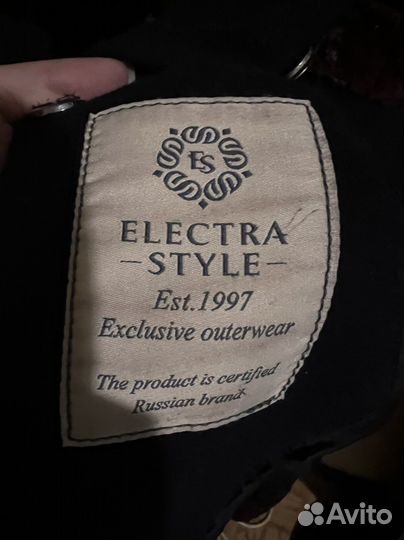 ES
ELECTRA
-STYLE-
Est.1997
Exclusive outerwear
The product is certified
Russian brand
Avito